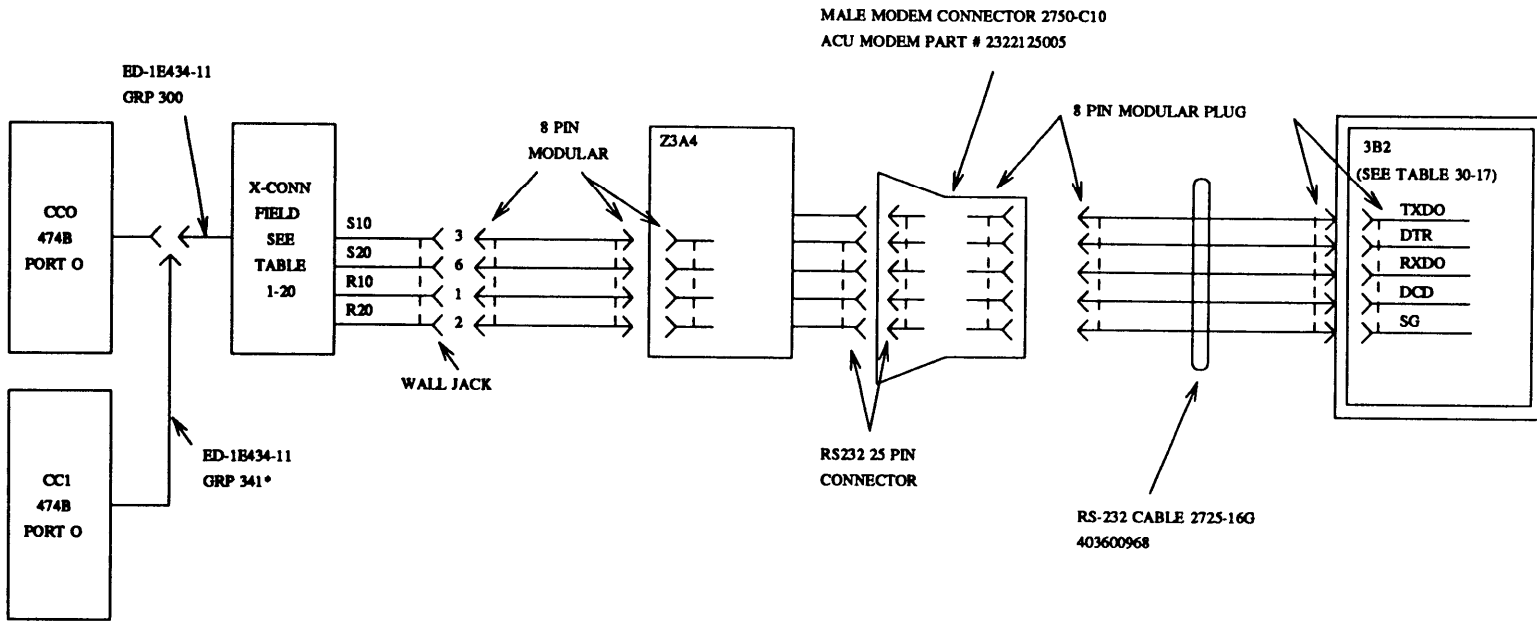 MALE MODEM CONNECTOR 2750-C10
ACU MODEM PART # 2322125005
ED-1E434-11
GRP 300
8 PIN
MODULAR
8 PIN MODULAR PLUG
CCO
474B
PORT O
X-CONN
FIELD
SEE
TABLE
1-20
S10
S20
R10
R20
3
6
1
2
WALL JACK
Z3A4
3B2
(SEE TABLE 30-17)
TXDO
DTR
RXDO
DCD
SG
CC1
474B
PORT O
ED-1E434-11
GRP 341*
RS232 25 PIN
CONNECTOR
RS-232 CABLE 2725-16G
403600968